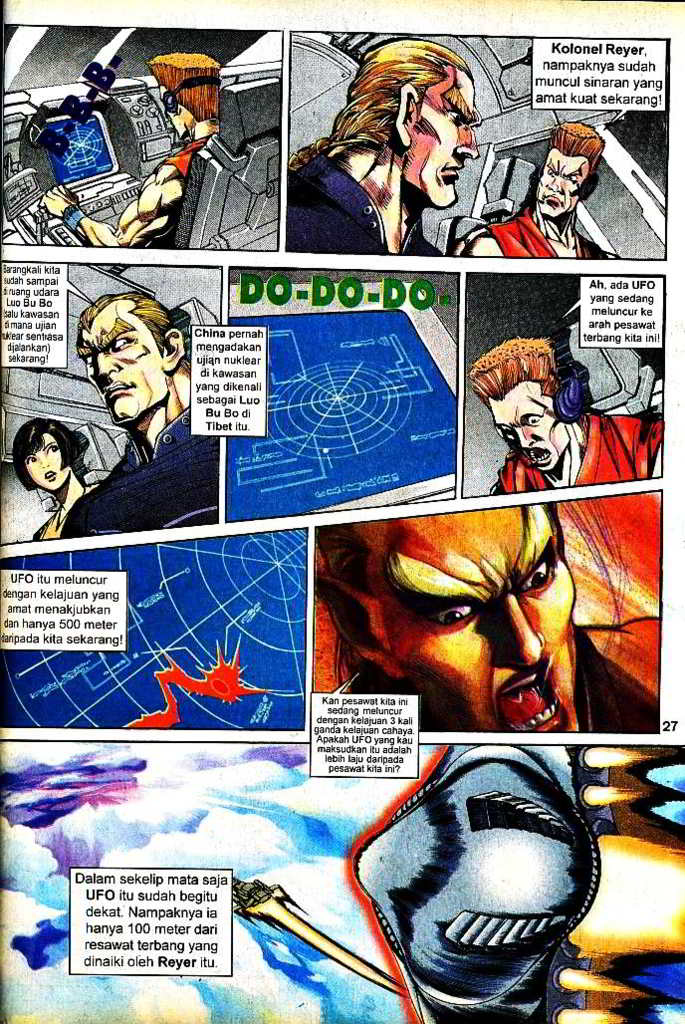 B-B-B-
Kolonel Reyer,
nampaknya sudah
muncul sinaran yang
amat kuat sekarang!
Barangkali kita
sudah sampai
di ruang udara
Luo Bu Bo
(satu kawasan
di mana ujian
nuklear sentiasa
dijalankan)
sekarang!
China pernah
mengadakan
ujian nuklear
di kawasan
yang dikenali
sebagai Luo
Bu Bo di
Tibet itu.
DO-DO-DO-
Ah, ada UFO
yang sedang
meluncur ke
arah pesawat
terbang kita ini!
UFO itu meluncur
dengan kelajuan yang
amat menakjubkan
dan hanya 500 meter
daripada kita sekarang!
Kan pesawat kita ini
sedang meluncur
dengan kelajuan 3 kali
ganda kelajuan cahaya.
Apakah UFO yang kau
maksudkan itu adalah
lebih laju daripada
pesawat kita ini?
27
Dalam sekelip mata saja
UFO itu sudah begitu
dekat. Nampaknya ia
hanya 100 meter dari
resawat terbang yang
dinaiki oleh Reyer itu.